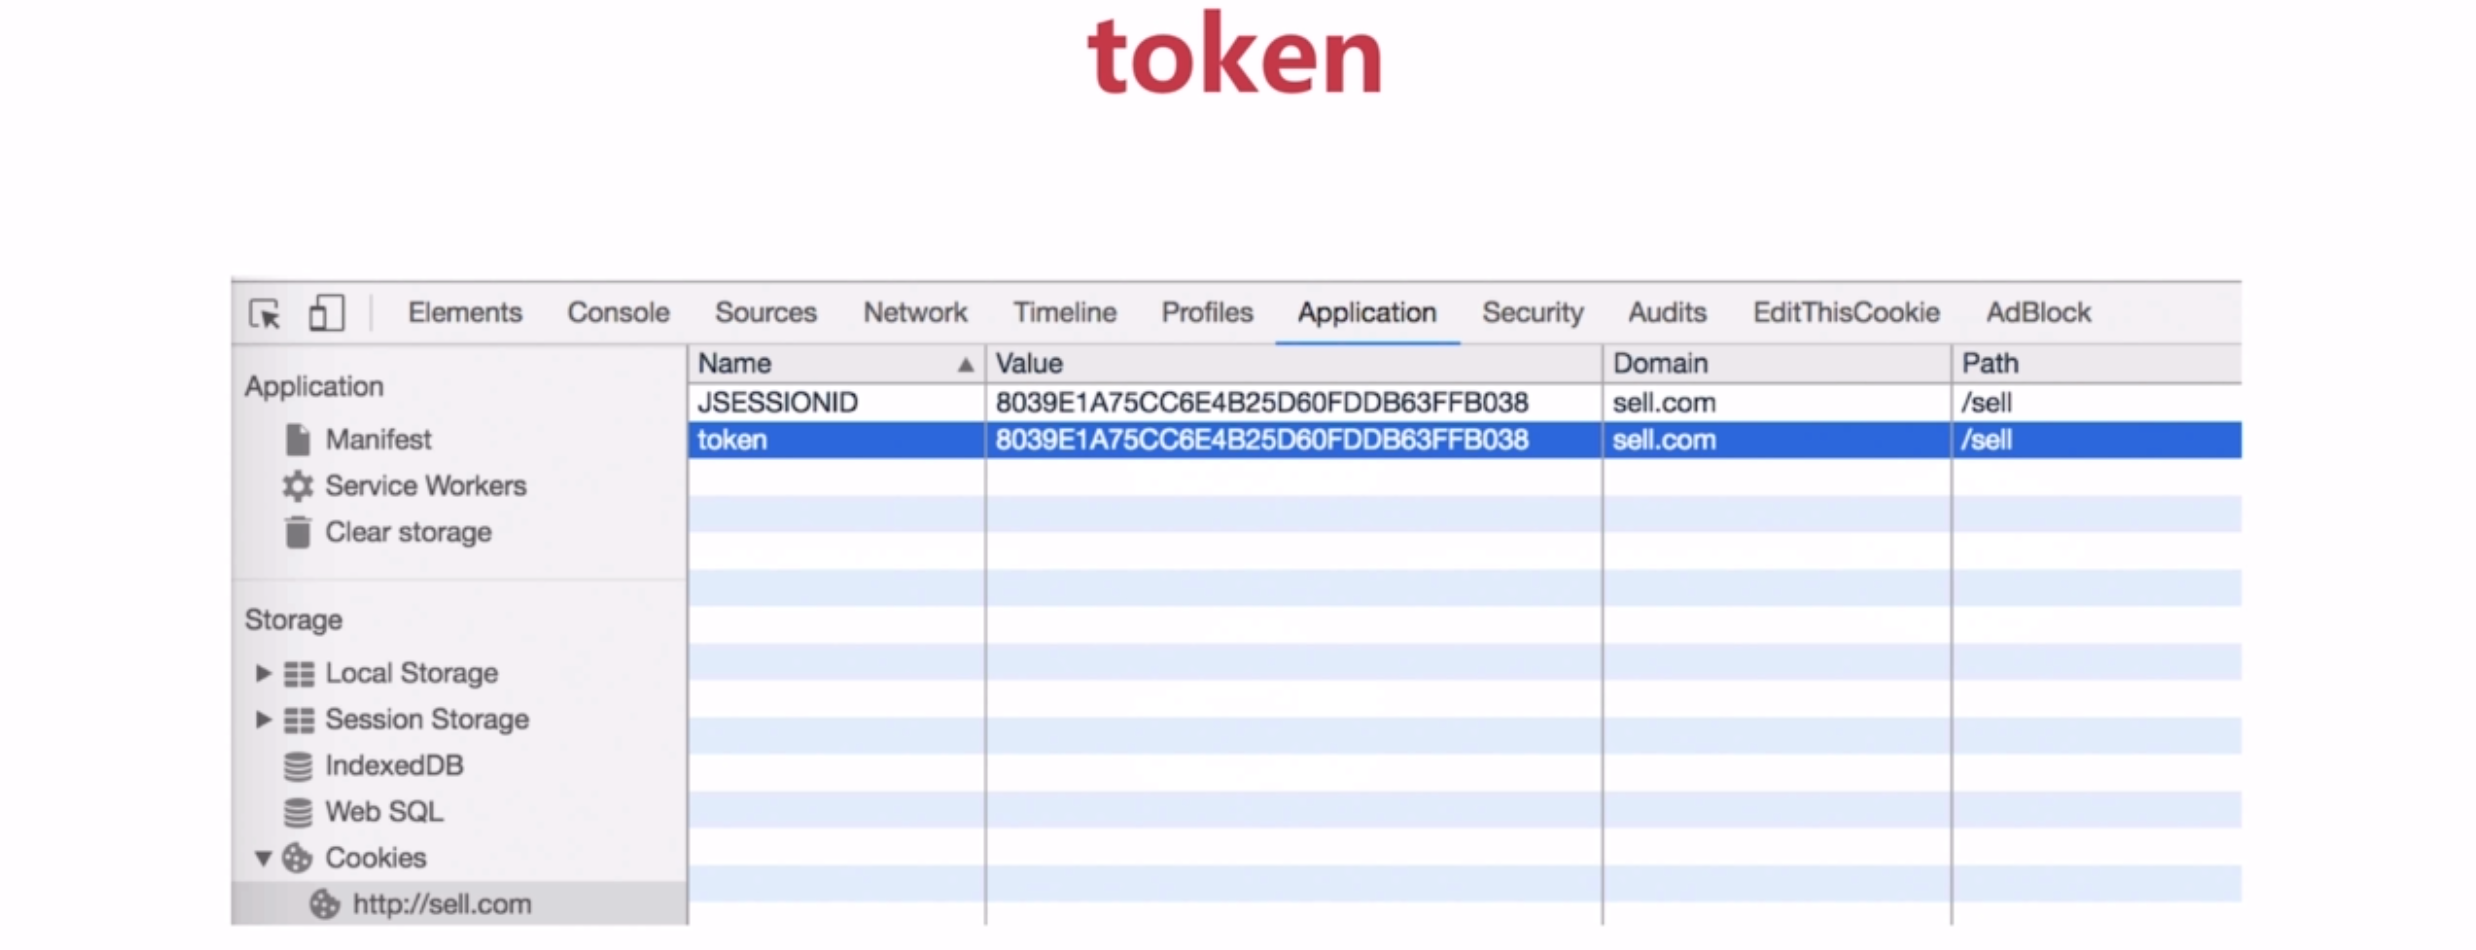 token
Elements Console Sources Network Timeline Profiles Application Security Audits EditThisCookie AdBlock
Application
Manifest
Service Workers
Clear storage
Storage
Local Storage
Session Storage
IndexedDB
Web SQL
Cookies
http://sell.com
Name Value Domain Path
JSESSIONID 8039E1A75CC6E4B25D60FDDB63FFB038 sell.com /sell
token 8039E1A75CC6E4B25D60FDDB63FFB038 sell.com /sell